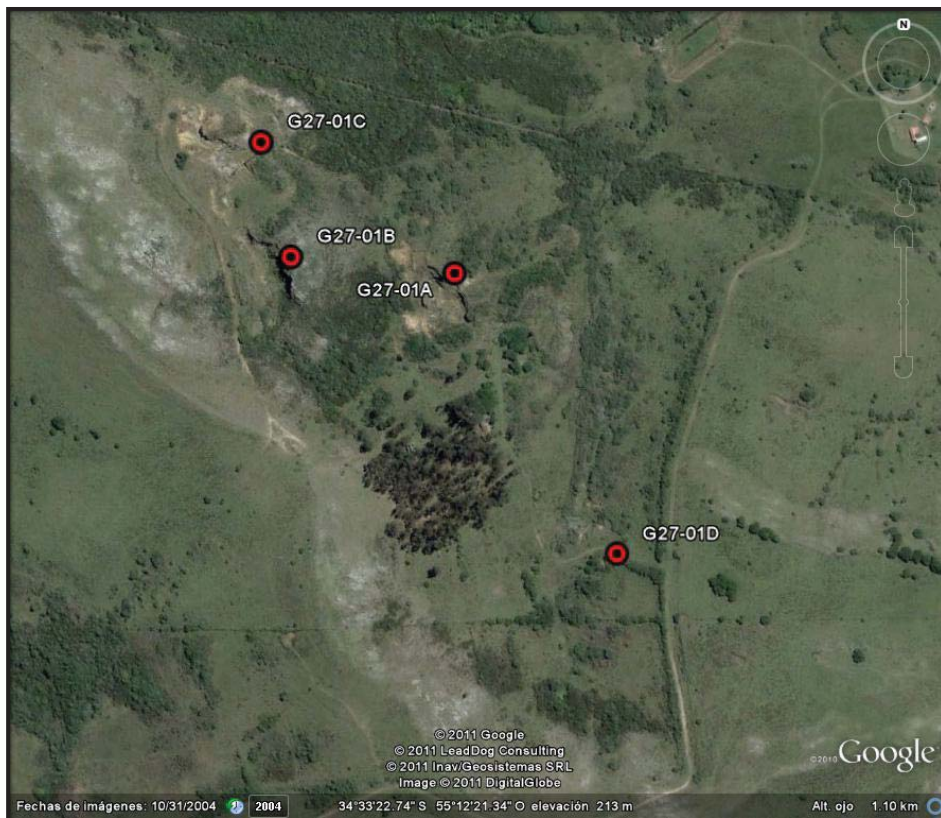 N
G27-01C
G27-01B
G27-01A
G27-01D
© 2011 Google
© 2011 LeadDog Consulting
© 2011 Inav/Geosistemas SRL
Image © 2011 DigitalGlobe
©2010 Google
Fechas de imágenes: 10/31/2004 2004 34°33'22.74" S 55°12'21.34" O elevación 213 m Alt. ojo 1.10 km